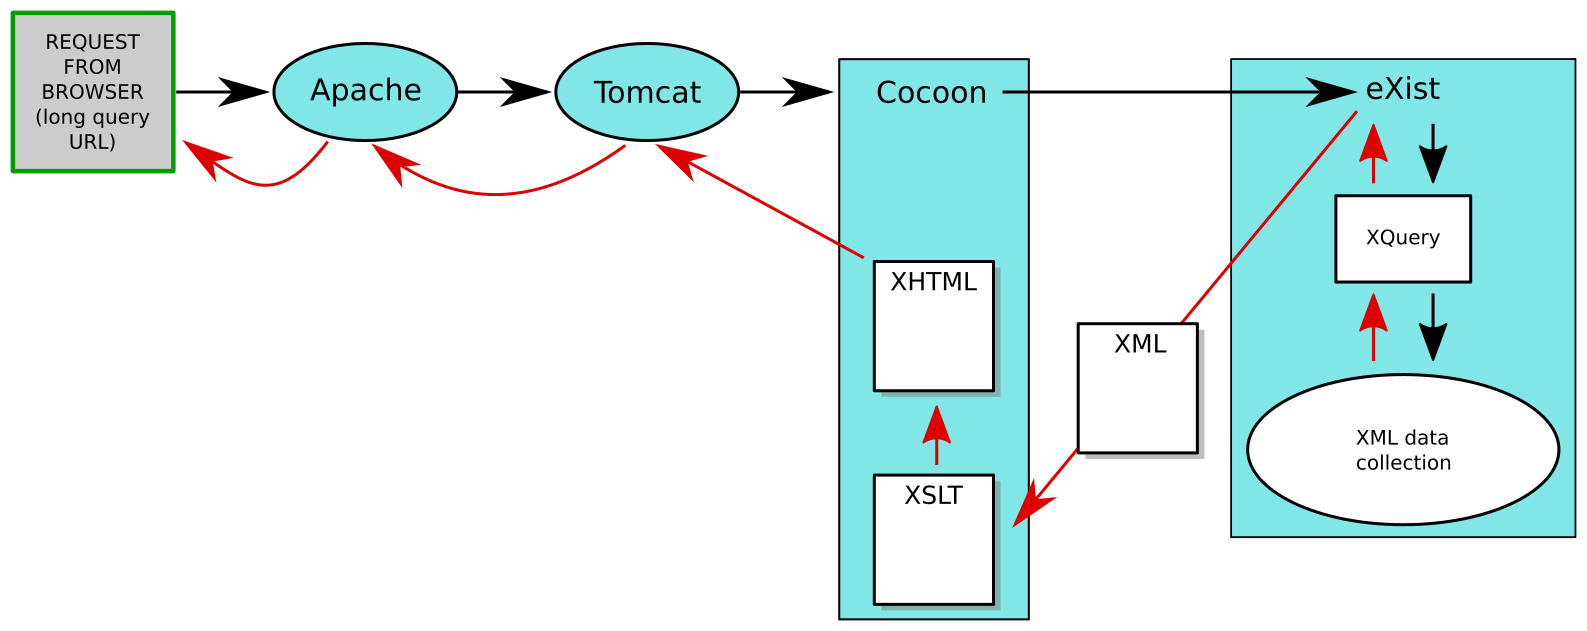 REQUEST
FROM
BROWSER
(long query
URL)
Apache
Tomcat
Cocoon
eXist
XQuery
XHTML
XML
XML data
collection
XSLT